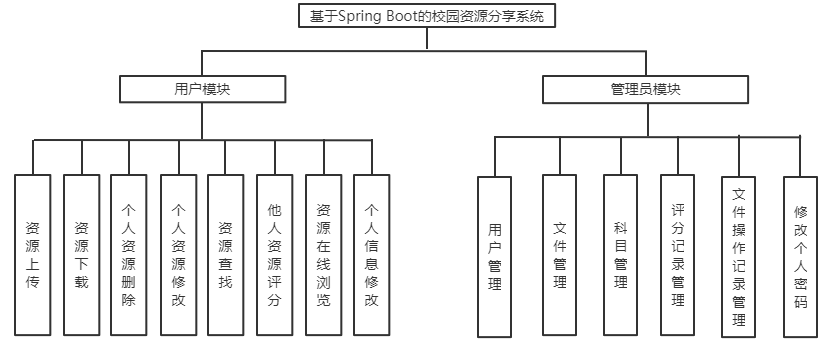 基于Spring Boot的校园资源分享系统
用户模块
管理员模块
资源上传
资源下载
个人资源删除
个人资源修改
资源查找
他人资源评分
资源在线浏览
个人信息修改
用户管理
文件管理
科目管理
评分记录管理
文件操作记录管理
修改个人密码